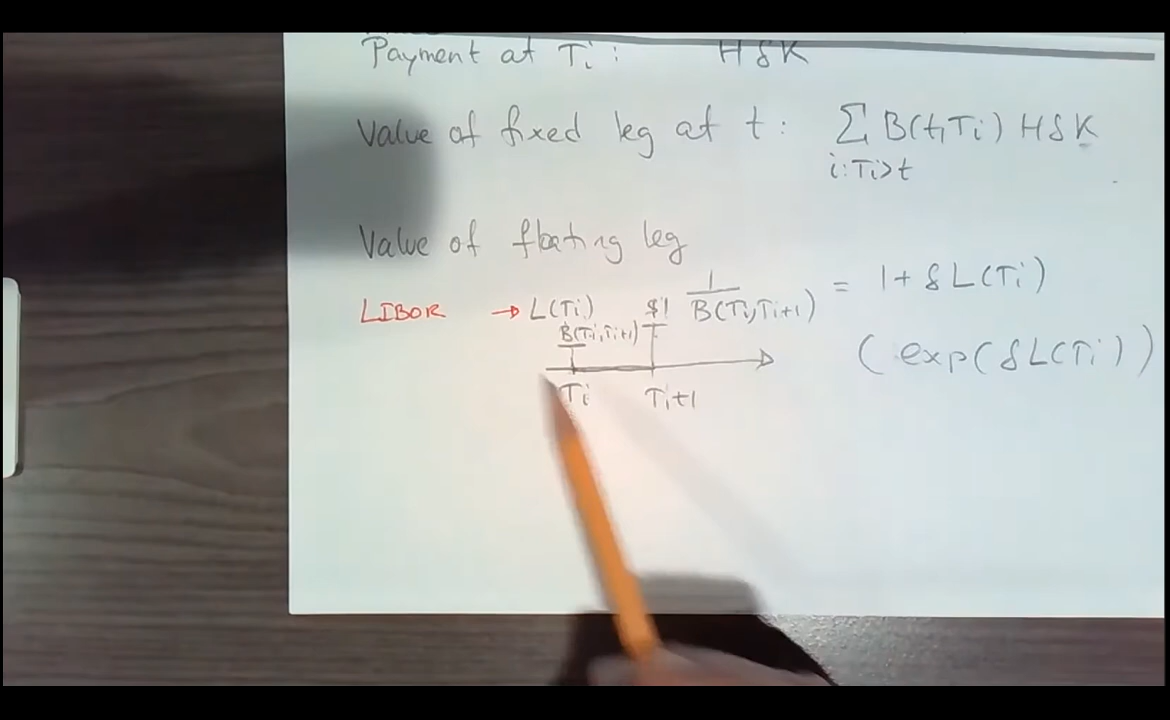 Payment at Ti : HδK
Value of fixed leg at t : ∑ B(t,Ti) HδK
i:Ti>t
Value of floating leg
LIBOR → L(Ti) $1 1/B(Ti,Ti+1) = 1+δL(Ti)
B(Ti,Ti+1) (exp(δL(Ti))
Ti Ti+1